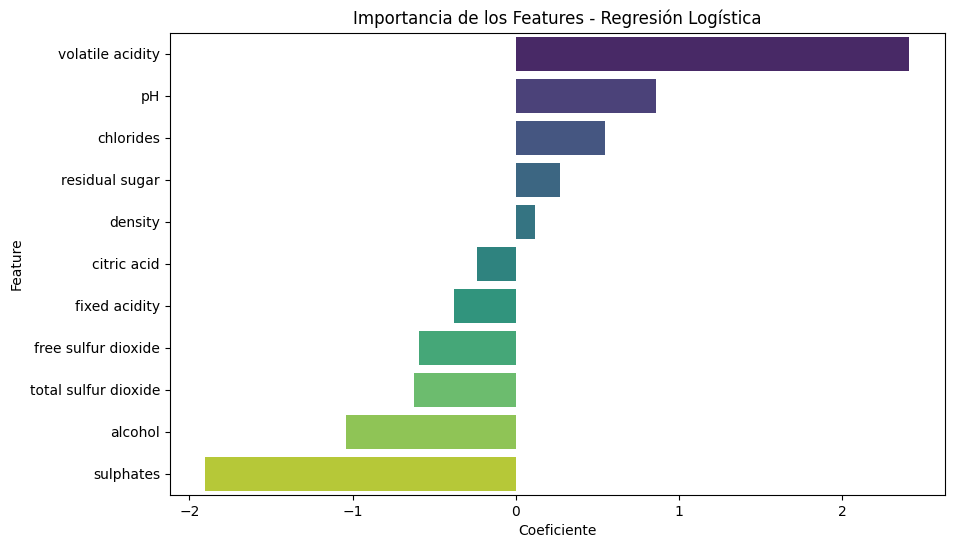 Importancia de los Features - Regresión Logística
volatile acidity
pH
chlorides
residual sugar
density
citric acid
fixed acidity
free sulfur dioxide
total sulfur dioxide
alcohol
sulphates
Feature
−2
−1
0
1
2
Coeficiente